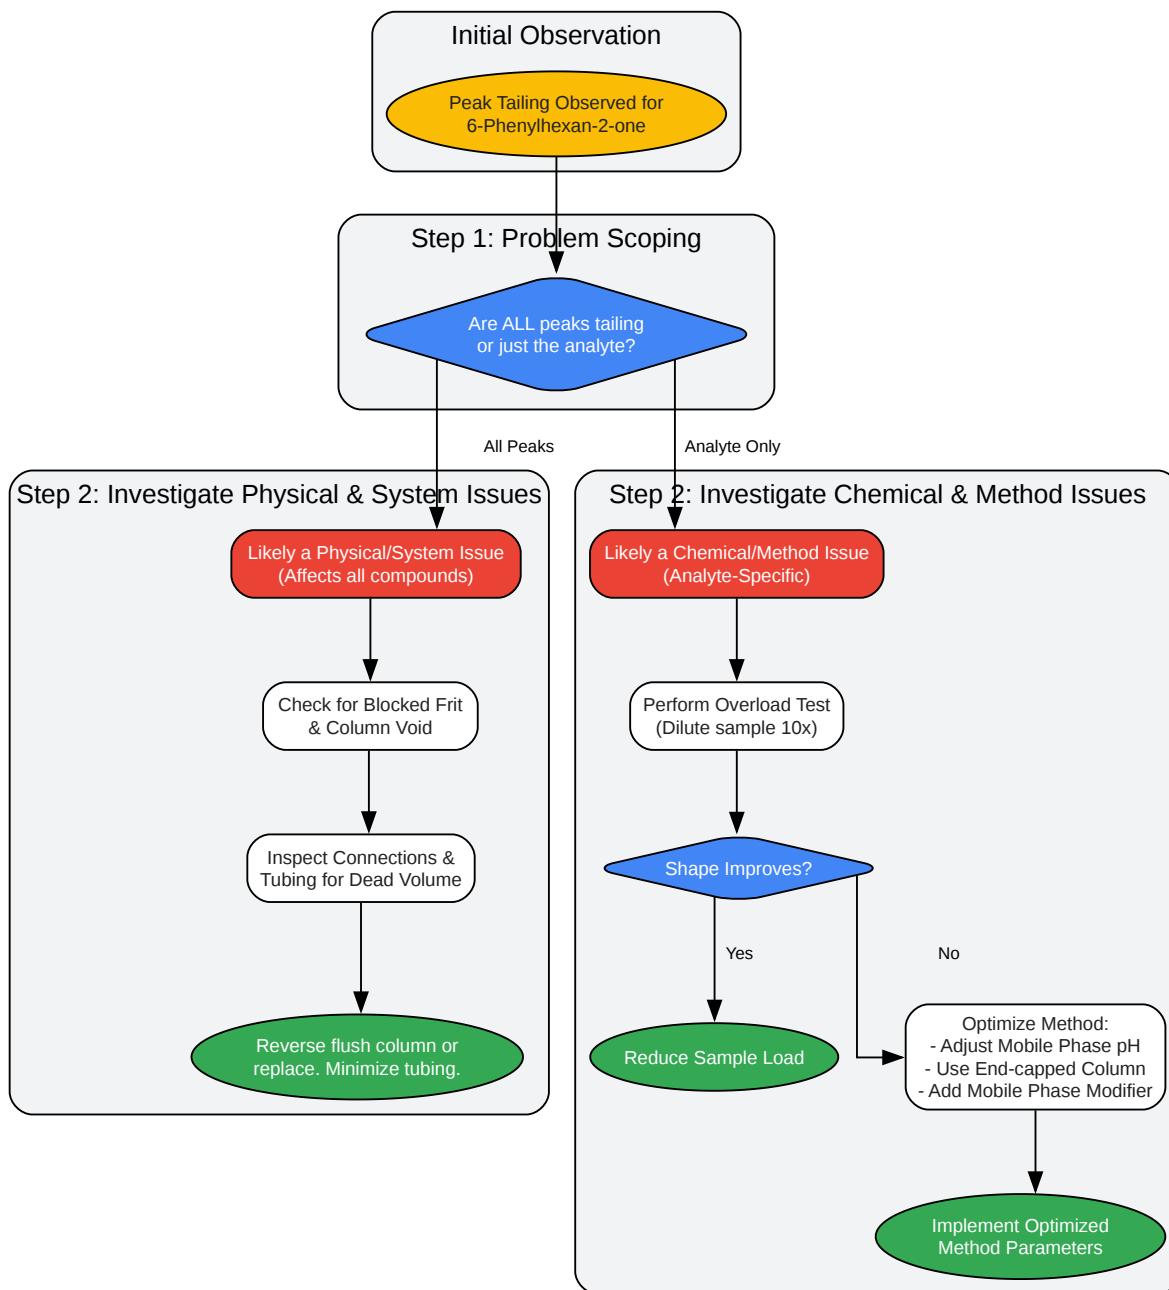 Initial Observation
Peak Tailing Observed for
6-Phenylhexan-2-one
Step 1: Problem Scoping
Are ALL peaks tailing
or just the analyte?
All Peaks
Analyte Only
Step 2: Investigate Physical & System Issues
Likely a Physical/System Issue
(Affects all compounds)
Check for Blocked Frit
& Column Void
Inspect Connections &
Tubing for Dead Volume
Reverse flush column or
replace. Minimize tubing.
Step 2: Investigate Chemical & Method Issues
Likely a Chemical/Method Issue
(Analyte-Specific)
Perform Overload Test
(Dilute sample 10x)
Shape Improves?
Yes
No
Reduce Sample Load
Optimize Method:
- Adjust Mobile Phase pH
- Use End-capped Column
- Add Mobile Phase Modifier
Implement Optimized
Method Parameters